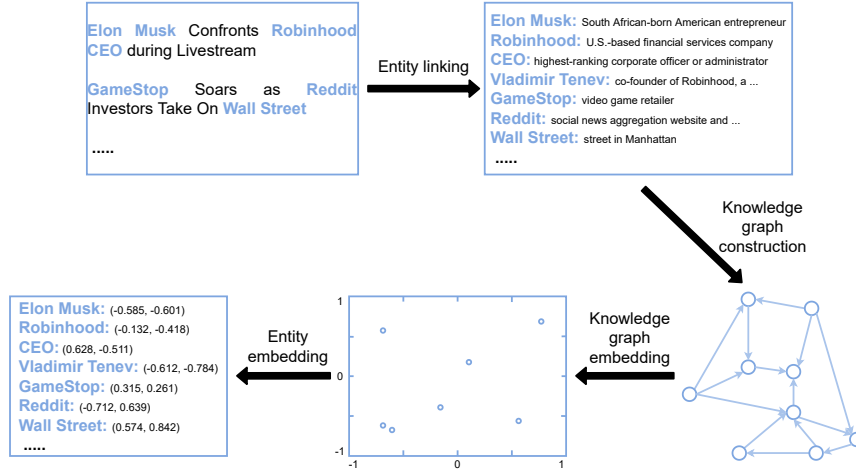 Elon Musk Confronts Robinhood
CEO during Livestream
GameStop Soars as Reddit
Investors Take On Wall Street
.....
Entity linking
Elon Musk: South African-born American entrepreneur
Robinhood: U.S.-based financial services company
CEO: highest-ranking corporate officer or administrator
Vladimir Tenev: co-founder of Robinhood, a ...
GameStop: video game retailer
Reddit: social news aggregation website and ...
Wall Street: street in Manhattan
.....
Knowledge
graph
construction
Knowledge
graph
embedding
1
0
-1
-1
0
1
Entity
embedding
Elon Musk: (-0.585, -0.601)
Robinhood: (-0.132, -0.418)
CEO: (0.628, -0.511)
Vladimir Tenev: (-0.612, -0.784)
GameStop: (0.315, 0.261)
Reddit: (-0.712, 0.639)
Wall Street: (0.574, 0.842)
.....